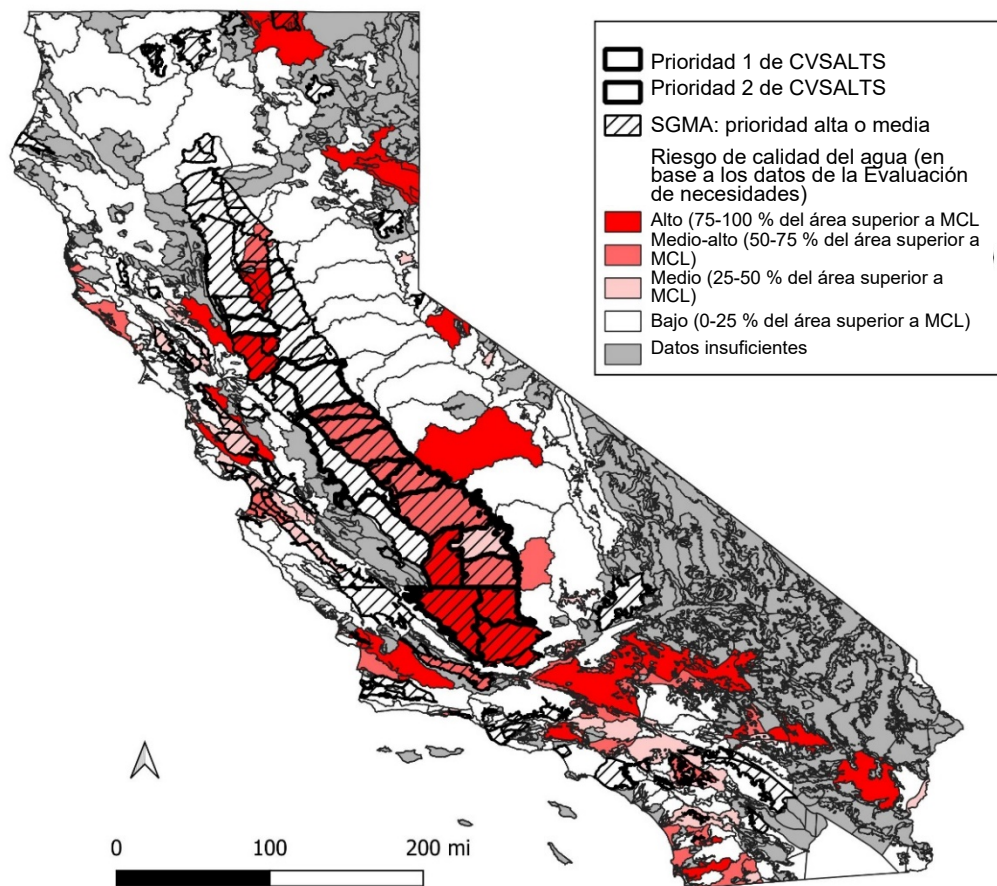 Prioridad 1 de CVSALTS
Prioridad 2 de CVSALTS
SGMA: prioridad alta o media
Riesgo de calidad del agua (en
base a los datos de la Evaluación
de necesidades)
Alto (75-100 % del área superior a MCL
Medio-alto (50-75 % del área superior a
MCL)
Medio (25-50 % del área superior a
MCL)
Bajo (0-25 % del área superior a MCL)
Datos insuficientes
0 100 200 mi